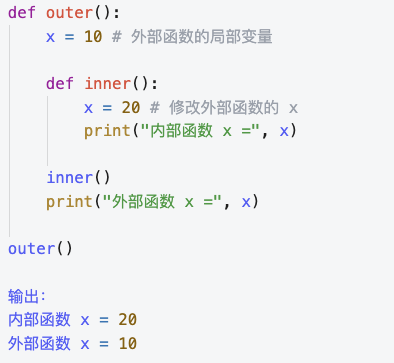 def outer():
    x = 10 # 外部函数的局部变量
    def inner():
        x = 20 # 修改外部函数的 x
        print("内部函数 x =", x)
    inner()
    print("外部函数 x =", x)
outer()
输出:
内部函数 x = 20
外部函数 x = 10